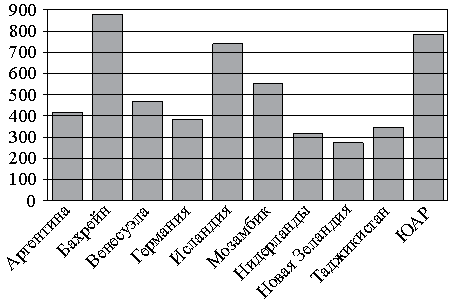 900
800
700
600
500
400
300
200
100
0
Аргентина
Бахрейн
Венесуэла
Германия
Исландия
Мозамбик
Нидерланды
Новая Зеландия
Таджикистан
ЮАР